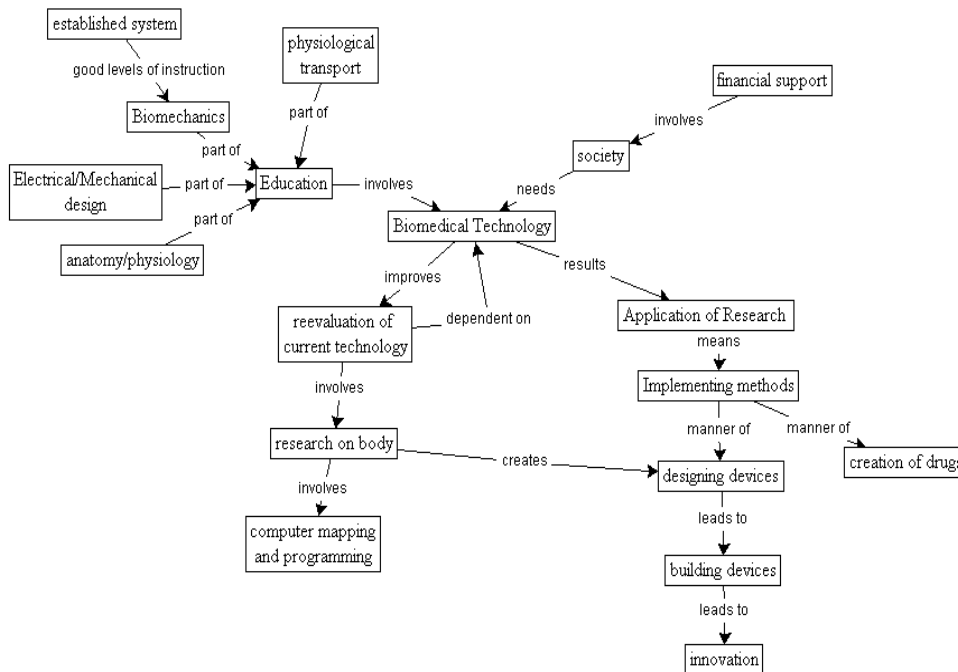 established system
physiological
transport
good levels of instruction
financial support
Biomechanics
part of
involves
part of
society
Electrical/Mechanical
design
part of
Education
involves
needs
part of
Biomedical Technology
anatomy/physiology
improves
results
reevaluation of
current technology
dependent on
Application of Research
means
involves
Implementing methods
manner of
manner of
research on body
creates
designing devices
creation of drugs
involves
leads to
computer mapping
and programming
building devices
leads to
innovation